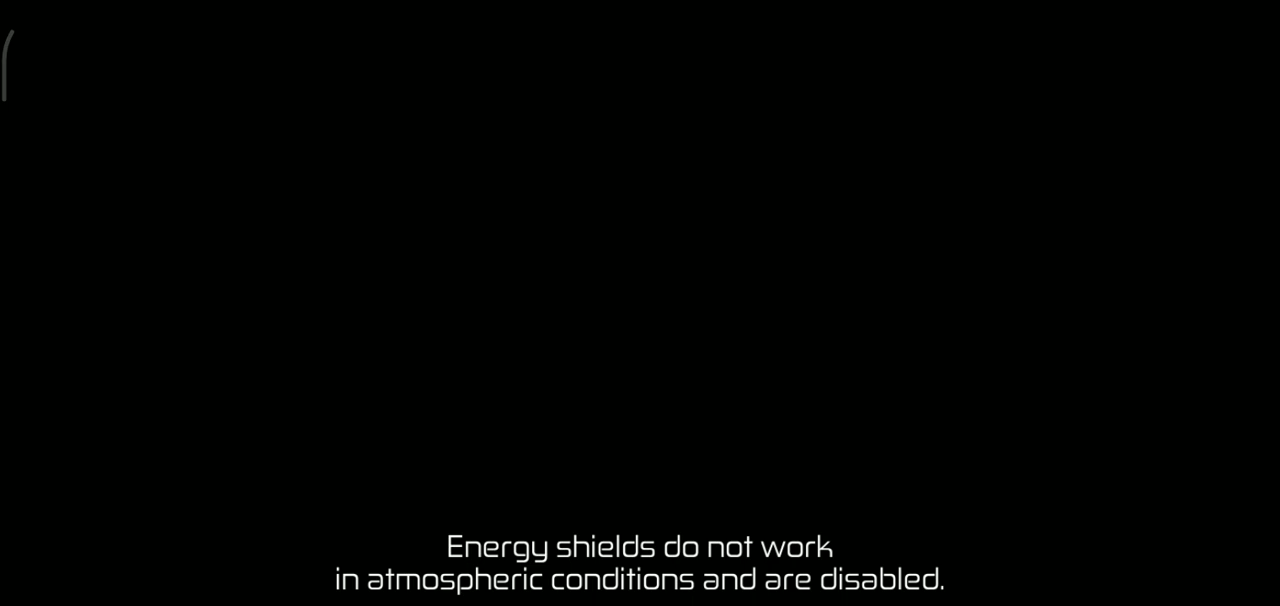 Energy shields do not work
in atmospheric conditions and are disabled.